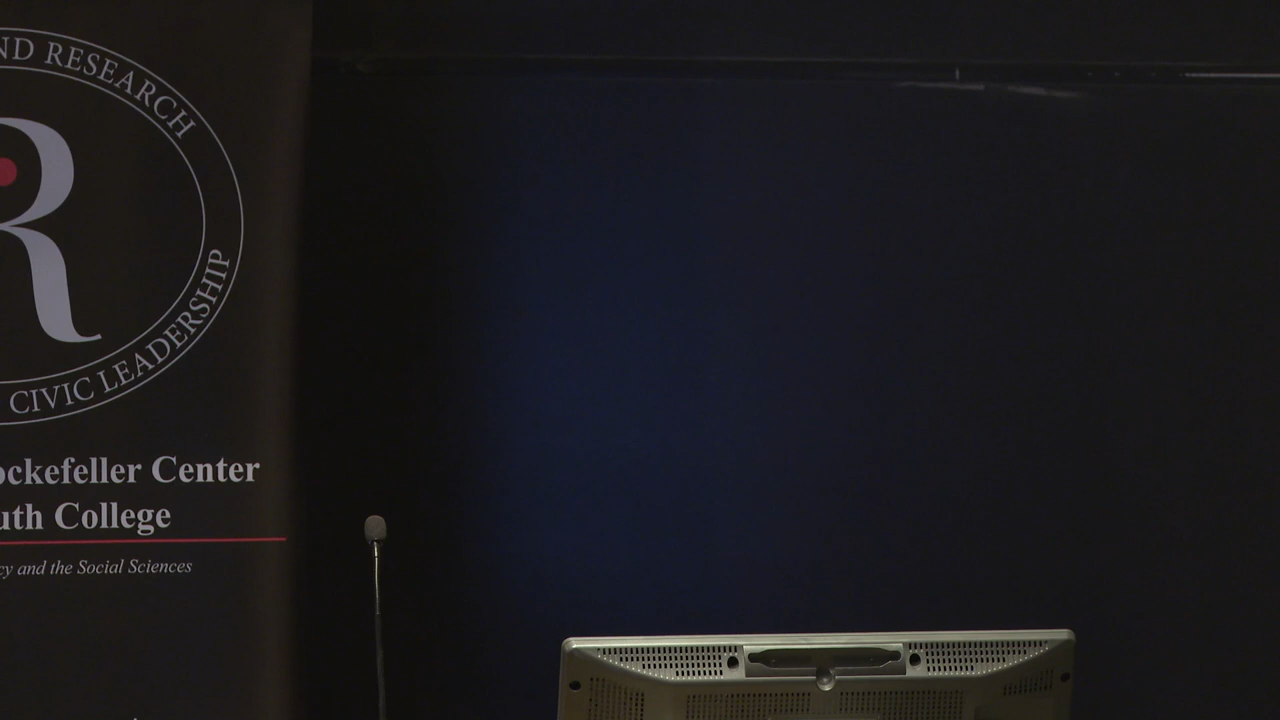 ND RESEARCH
R
CIVIC LEADERSHIP
ockefeller Center
uth College
cy and the Social Sciences